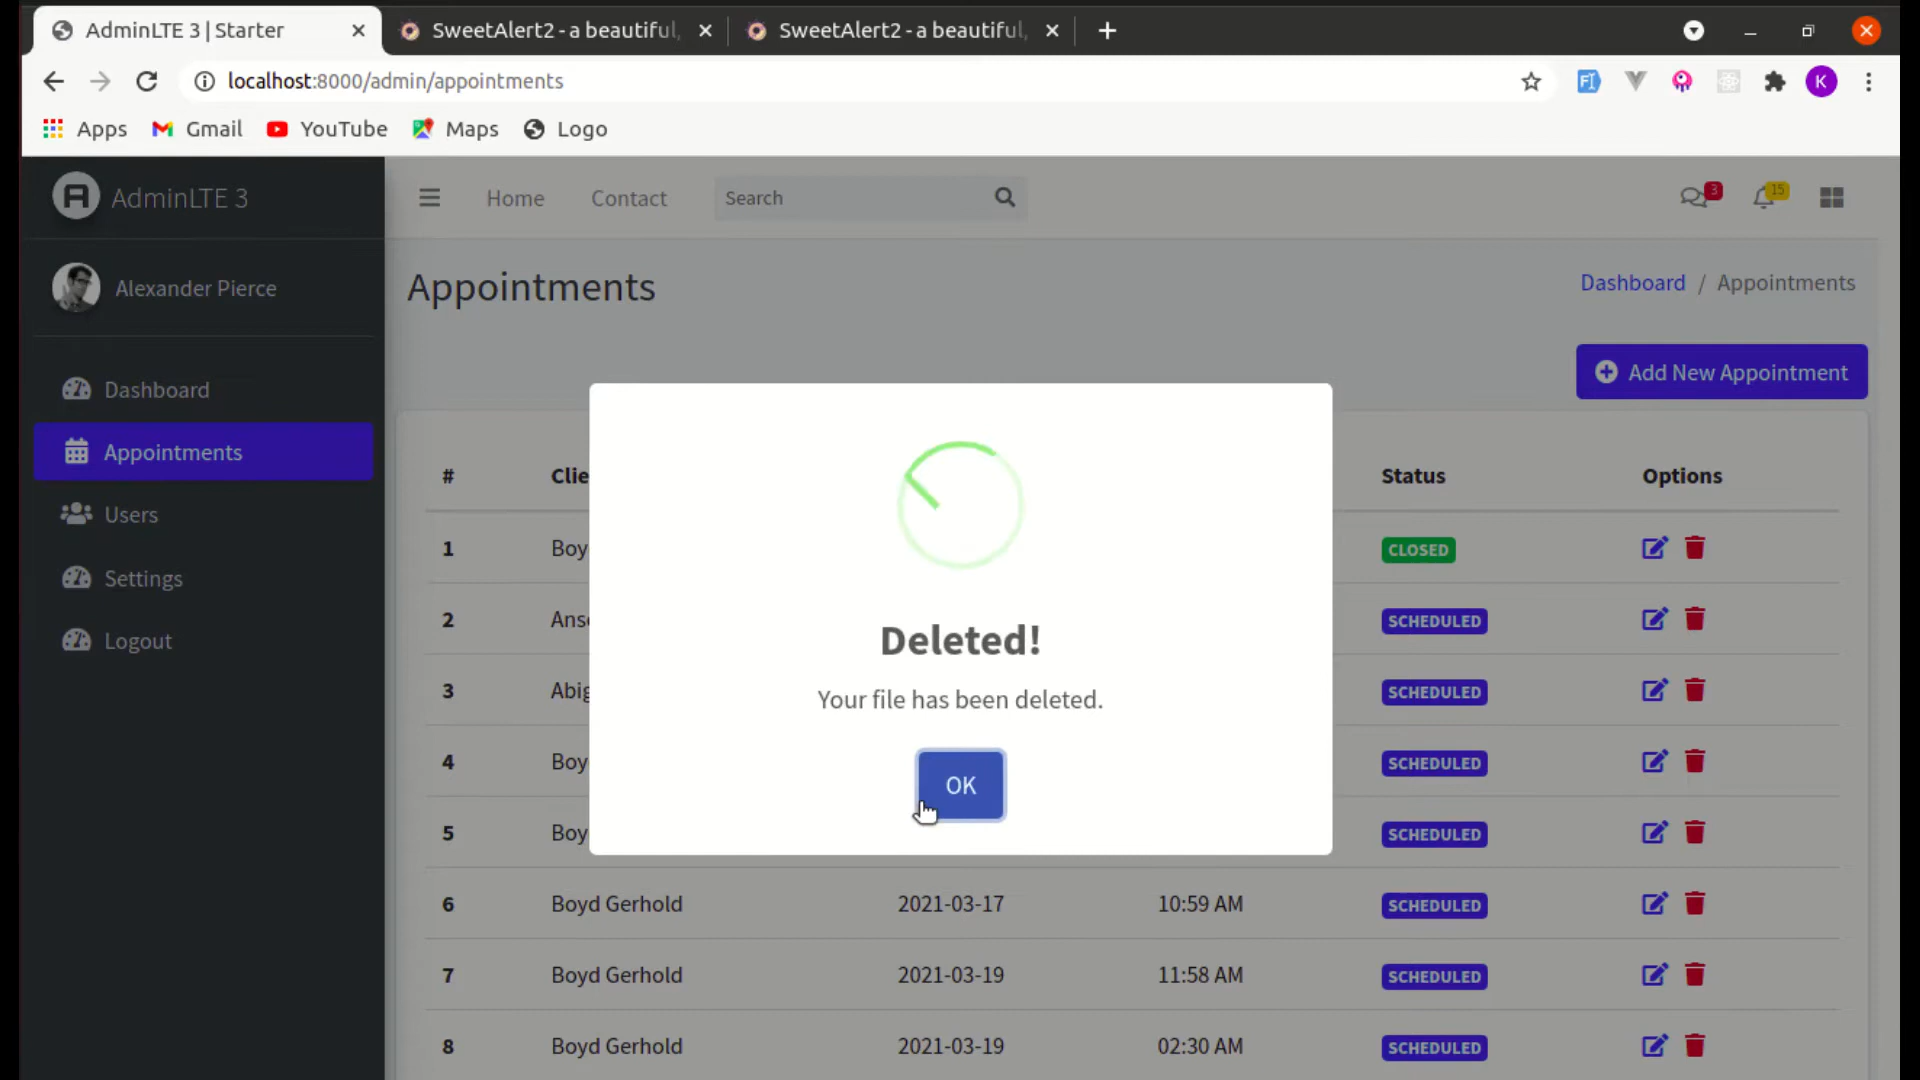 AdminLTE 3 | Starter
SweetAlert2 - a beautiful,
SweetAlert2 - a beautiful,
localhost:8000/admin/appointments
K
Apps
Gmail
YouTube
Maps
Logo
AdminLTE 3
Home
Contact
Search
3
15
Alexander Pierce
Appointments
Dashboard / Appointments
Add New Appointment
Dashboard
Appointments
Users
Settings
Logout
# Clie Status Options
1 Boy CLOSED
2 Ans SCHEDULED
3 Abig SCHEDULED
4 Boy SCHEDULED
5 Boy SCHEDULED
6 Boyd Gerhold 2021-03-17 10:59 AM SCHEDULED
7 Boyd Gerhold 2021-03-19 11:58 AM SCHEDULED
8 Boyd Gerhold 2021-03-19 02:30 AM SCHEDULED
Deleted!
Your file has been deleted.
OK